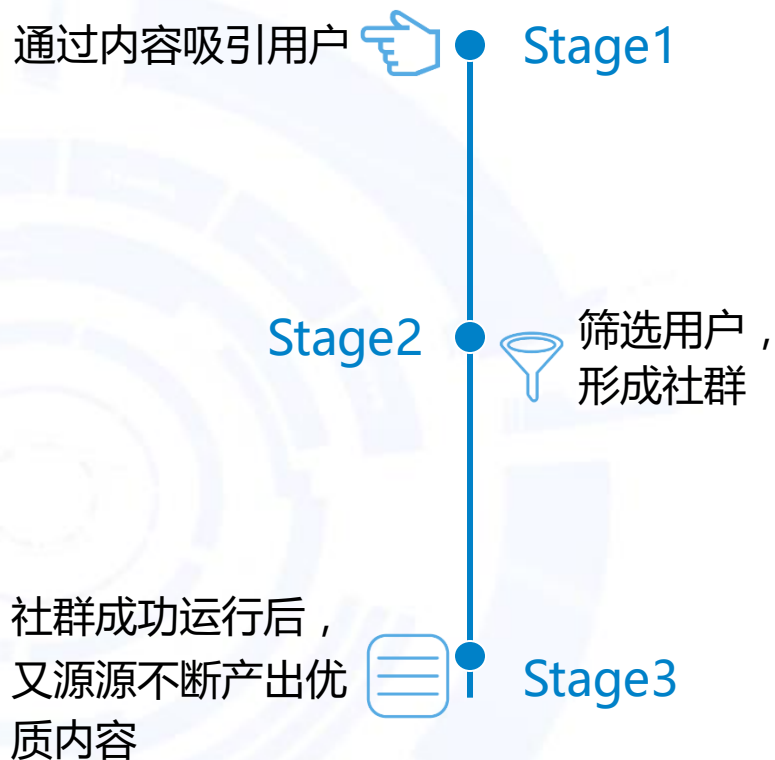 通过内容吸引用户
Stage1
Stage2
筛选用户，
形成社群
社群成功运行后，
又源源不断产出优
质内容
Stage3